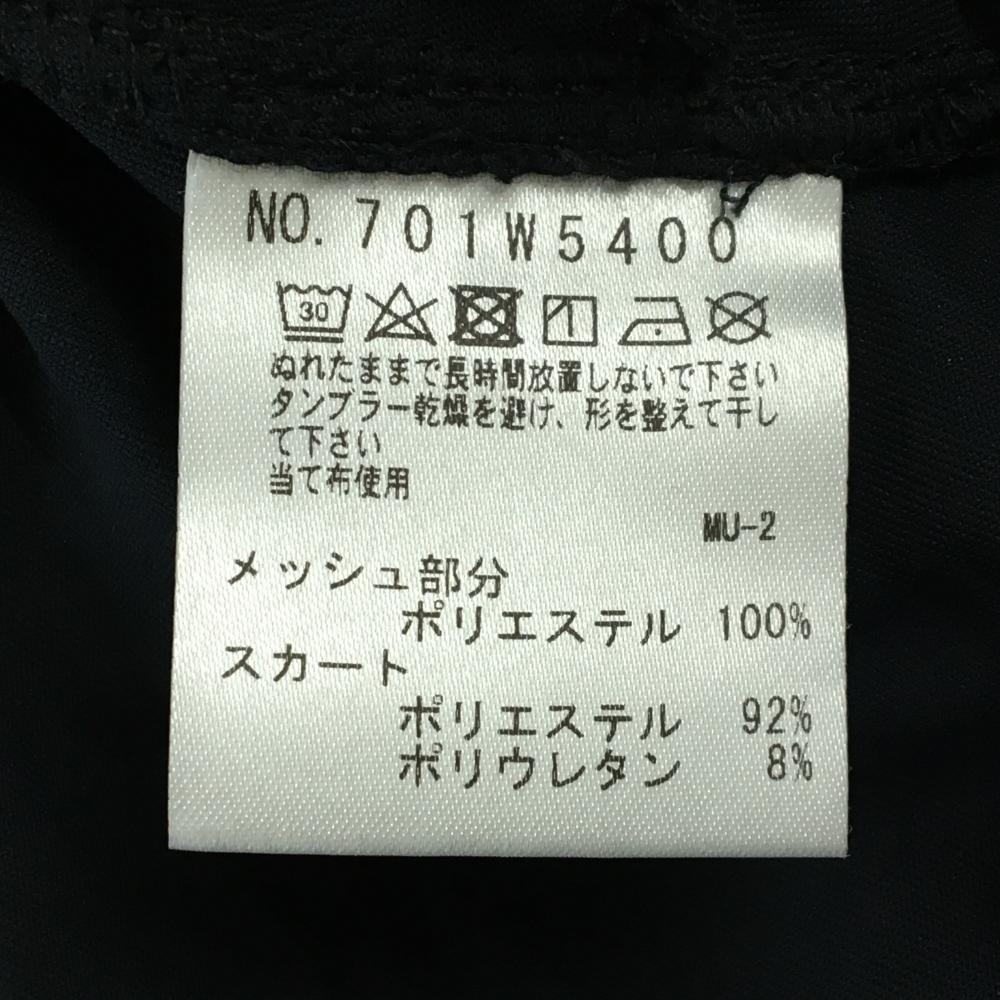 NO. 701W5400
30
ぬれたままで長時間放置しないで下さい
タンブラー乾燥を避け、形を整えて干し
て下さい
当て布使用
MU-2
メッシュ部分
ポリエステル 100%
スカート
ポリエステル 92%
ポリウレタン 8%